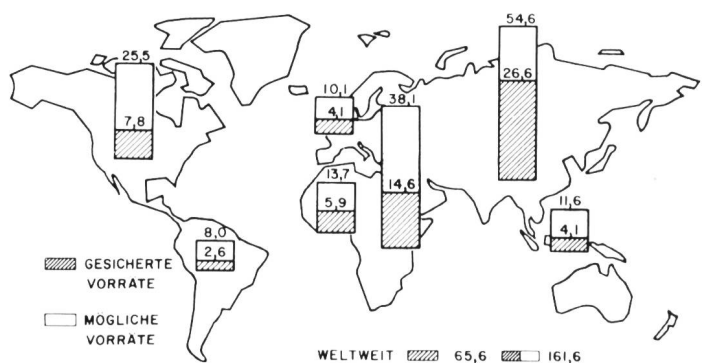 54,6
25,5
26,6
10,1
38,1
7,8
4,1
13,7
14,6
5,9
11,6
8,0
4,1
2,6
GESICHERTE
VORRÄTE
MÖGLICHE
VORRÄTE
WELTWEIT 65,6 161,6